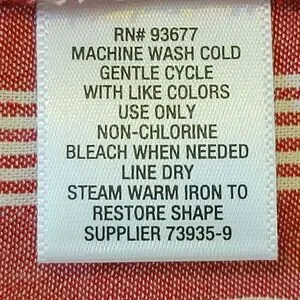 RN# 93677
MACHINE WASH COLD
GENTLE CYCLE
WITH LIKE COLORS
USE ONLY
NON-CHLORINE
BLEACH WHEN NEEDED
LINE DRY
STEAM WARM IRON TO
RESTORE SHAPE
SUPPLIER 73935-9